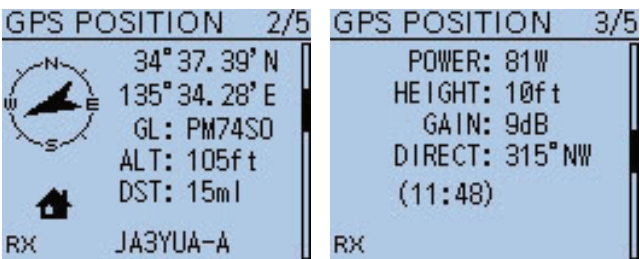 GPS POSITION 2/5
N
W
E
S
34°37.39'N
135°34.28'E
GL: PM74SO
ALT: 105ft
DST: 15ml
RX JA3YUA-A
GPS POSITION 3/5
POWER: 81W
HEIGHT: 10ft
GAIN: 9dB
DIRECT: 315°NW
(11:48)
RX